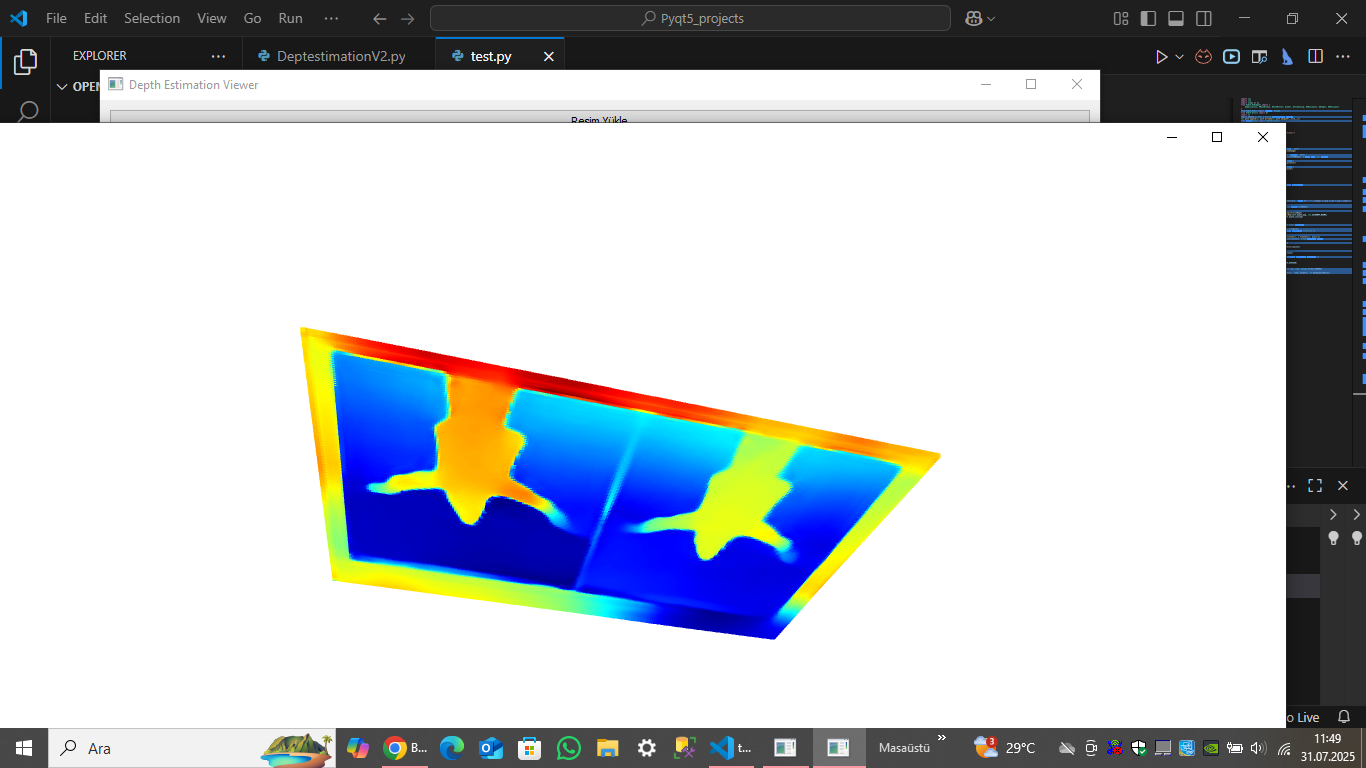 File Edit Selection View Go Run ···
Pyqt5_projects
EXPLORER ···
DeptestimationV2.py
test.py
OPEN
Depth Estimation Viewer
Resim Yükle
o Live
Ara
B...
t...
Masaüstü
»
3
29°C
11:49
31.07.2025